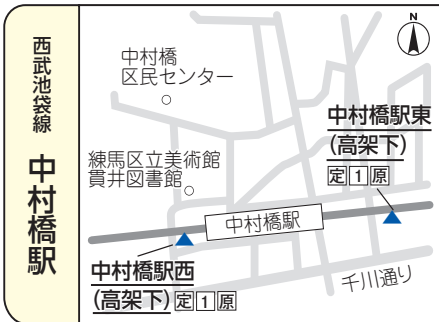 西武池袋線
中村橋駅
N
中村橋
区民センター
中村橋駅東
(高架下)
定1原
練馬区立美術館
貫井図書館
中村橋駅
中村橋駅西
(高架下)定1原
千川通り